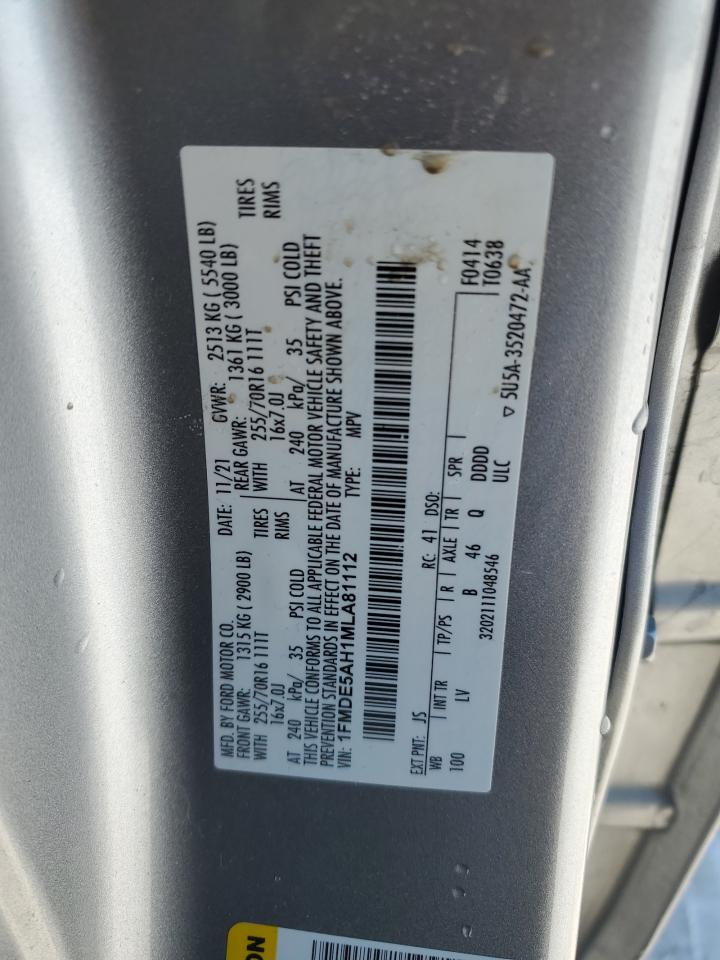 MFD. BY FORD MOTOR CO.
DATE: 11/21 GVWR: 2513 KG ( 5540 LB)
FRONT GAWR: 1315 KG ( 2900 LB) REAR GAWR: 1361 KG ( 3000 LB)
WITH 255/70R16 111T TIRES WITH 255/70R16 111T TIRES
16x7.0J RIMS 16x7.0J RIMS
AT 240 kPa/ 35 PSI COLD AT 240 kPa/ 35 PSI COLD
THIS VEHICLE CONFORMS TO ALL APPLICABLE FEDERAL MOTOR VEHICLE SAFETY AND THEFT
PREVENTION STANDARDS IN EFFECT ON THE DATE OF MANUFACTURE SHOWN ABOVE.
VIN: 1FMDE5AH1MLA81112 TYPE: MPV
EXT PNT: JS RC: 41 DSO: F0414
WB INT TR TP/PS R AXLE TR SPR T0638
100 LV B 46 Q DDDD
ULC ▽ 5U5A-3520472-AA
3202111048546
ON